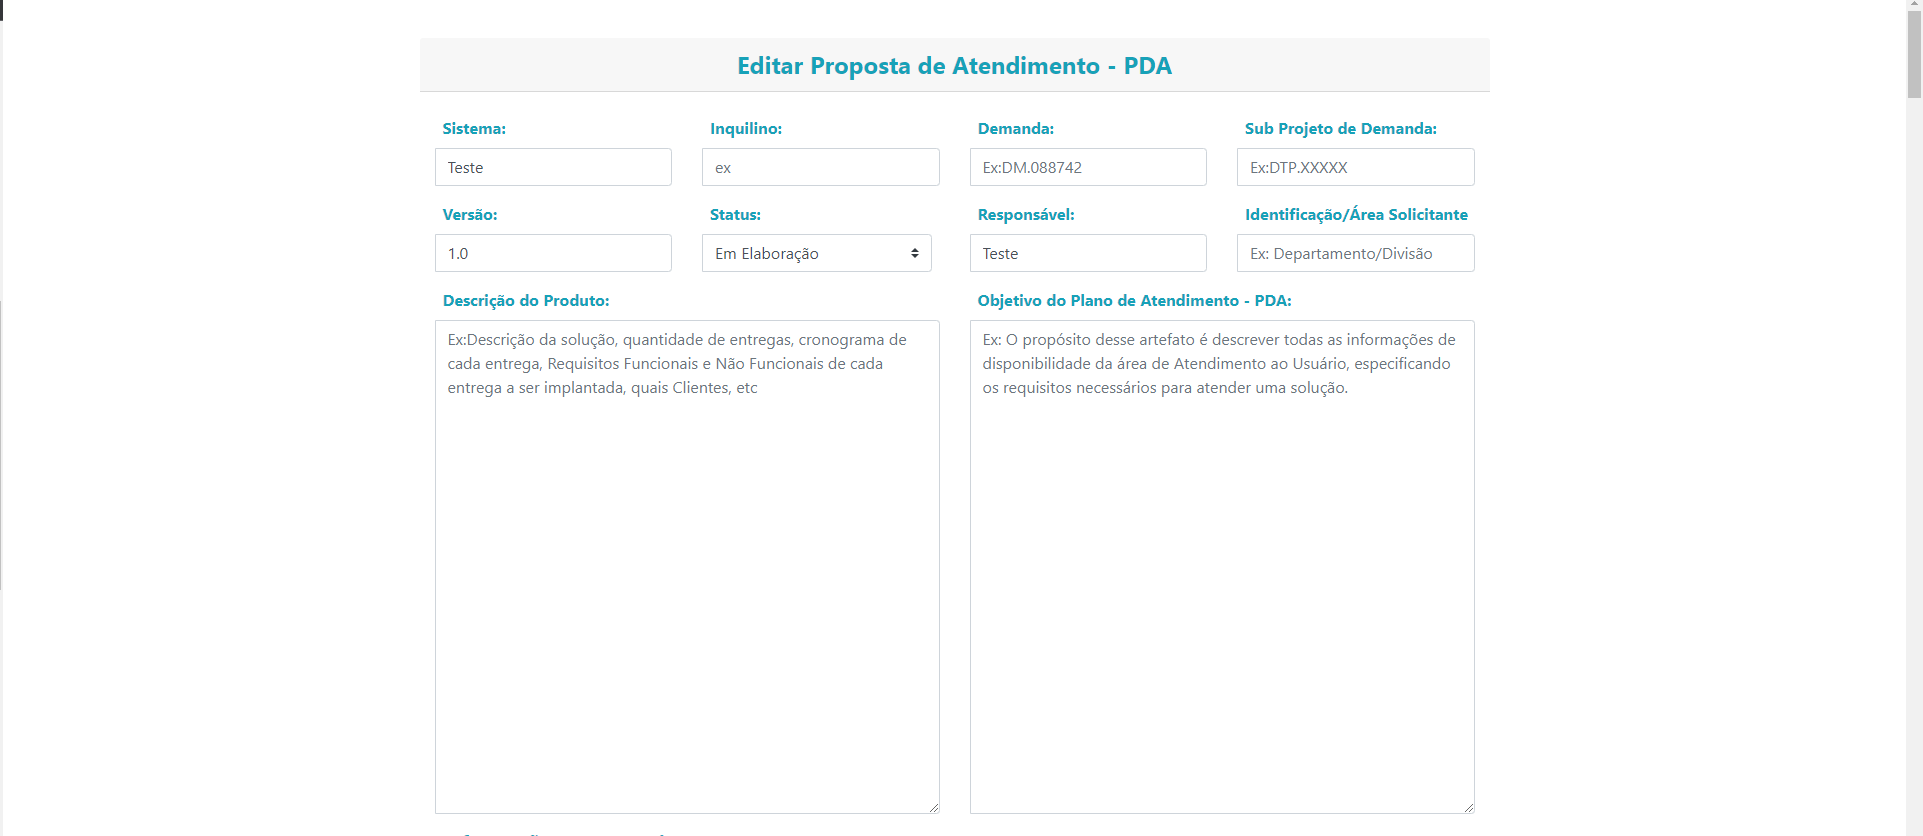 Editar Proposta de Atendimento - PDA
Sistema:
Inquilino:
Demanda:
Sub Projeto de Demanda:
Teste
ex
Ex:DM.088742
Ex:DTP.XXXXX
Versão:
Status:
Responsável:
Identificação/Área Solicitante
1.0
Em Elaboração
Teste
Ex: Departamento/Divisão
Descrição do Produto:
Ex:Descrição da solução, quantidade de entregas, cronograma de
cada entrega, Requisitos Funcionais e Não Funcionais de cada
entrega a ser implantada, quais Clientes, etc
Objetivo do Plano de Atendimento - PDA:
Ex: O propósito desse artefato é descrever todas as informações de
disponibilidade da área de Atendimento ao Usuário, especificando
os requisitos necessários para atender uma solução.